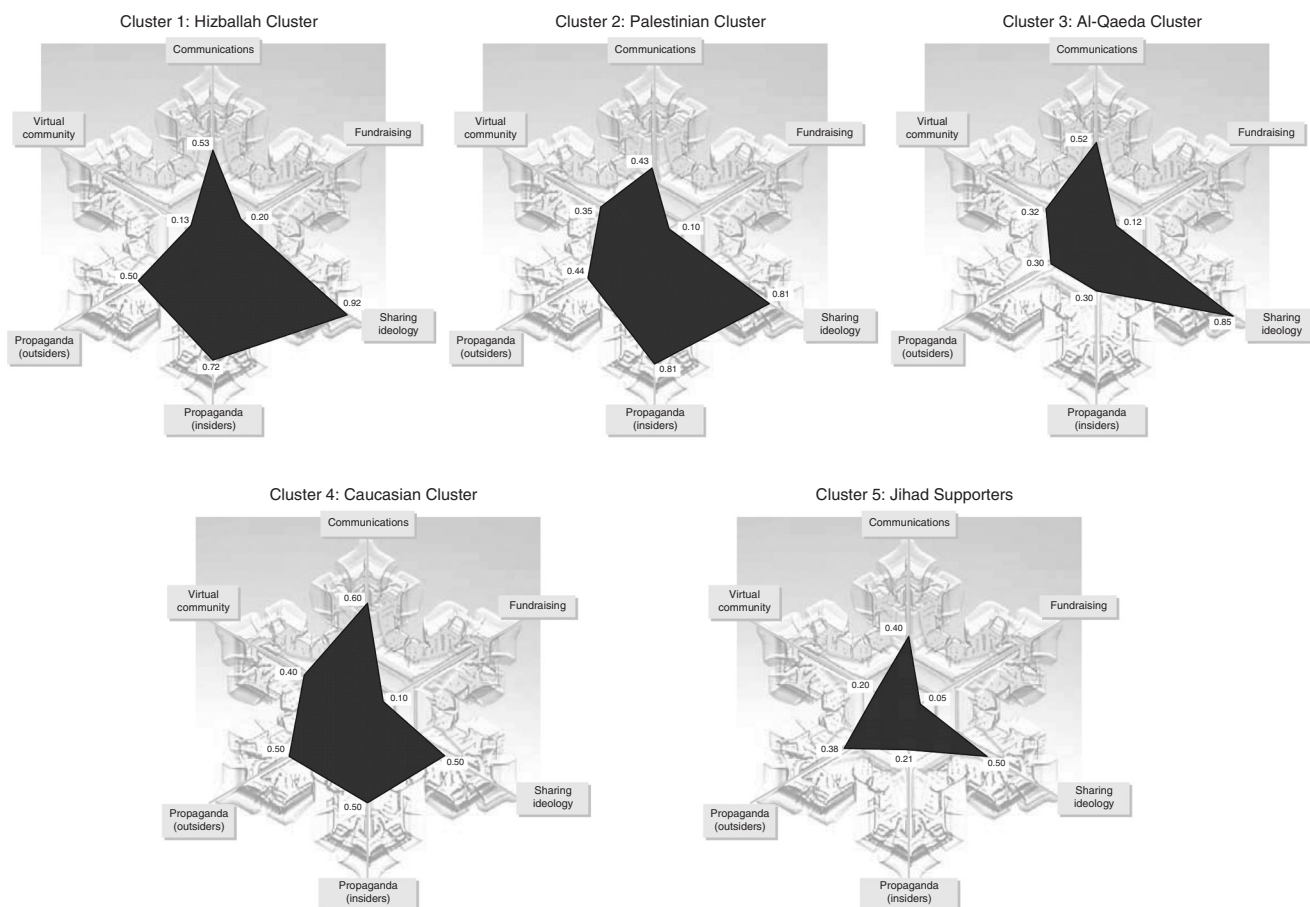 Cluster 1: Hizballah Cluster
Communications
Virtual
community
Fundraising
0.53
0.13
0.20
0.50
0.92
Propaganda
(outsiders)
Sharing
ideology
0.72
Propaganda
(insiders)
Cluster 2: Palestinian Cluster
Communications
Virtual
community
Fundraising
0.43
0.35
0.10
0.44
0.81
Propaganda
(outsiders)
Sharing
ideology
0.81
Propaganda
(insiders)
Cluster 3: Al-Qaeda Cluster
Communications
Virtual
community
Fundraising
0.52
0.32
0.12
0.30
0.30
0.85
Propaganda
(outsiders)
Sharing
ideology
Propaganda
(insiders)
Cluster 4: Caucasian Cluster
Communications
Virtual
community
Fundraising
0.60
0.40
0.10
0.50
0.50
Propaganda
(outsiders)
Sharing
ideology
0.50
Propaganda
(insiders)
Cluster 5: Jihad Supporters
Communications
Virtual
community
Fundraising
0.40
0.20
0.05
0.38
0.21
0.50
Propaganda
(outsiders)
Sharing
ideology
Propaganda
(insiders)